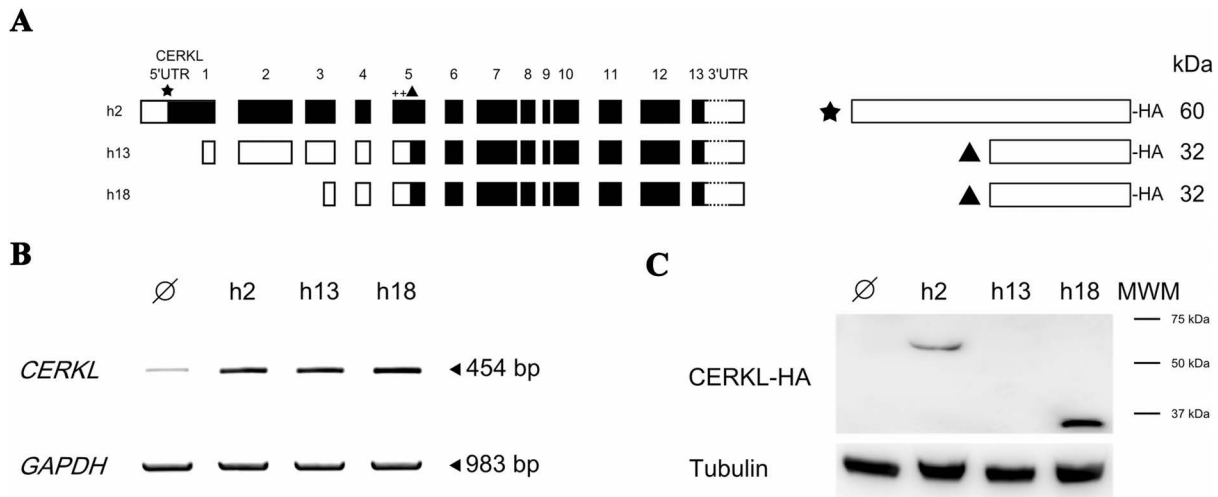 A
CERKL
5'UTR 1 2 3 4 5 6 7 8 9 10 11 12 13 3'UTR
kDa
++
h2
-HA 60
h13
-HA 32
h18
-HA 32
B
∅ h2 h13 h18
CERKL
454 bp
GAPDH
983 bp
C
∅ h2 h13 h18 MWM
75 kDa
50 kDa
37 kDa
CERKL-HA
Tubulin